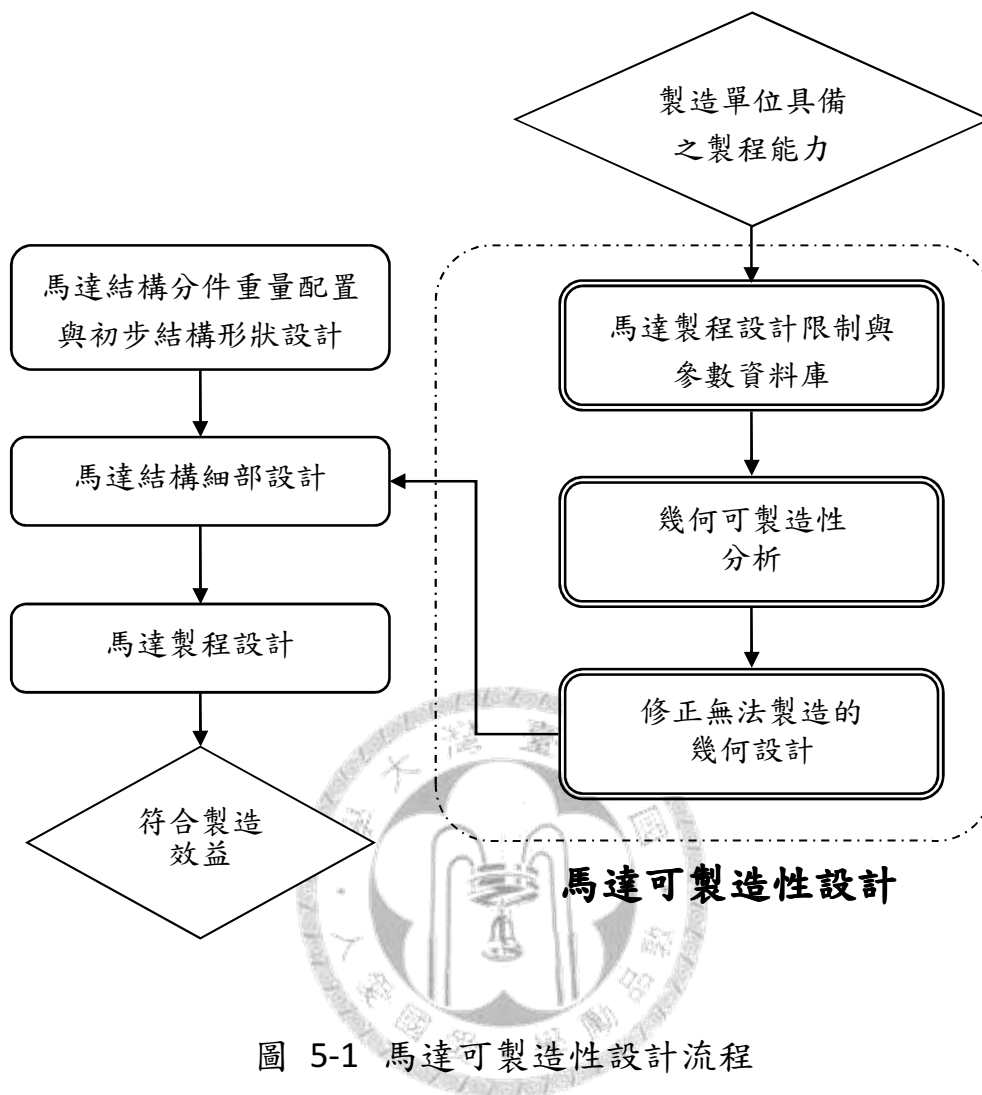 製造單位具備
之製程能力
馬達結構分件重量配置
與初步結構形狀設計
馬達製程設計限制與
參數資料庫
馬達結構細部設計
幾何可製造性
分析
馬達製程設計
修正無法製造的
幾何設計
符合製造
效益
馬達可製造性設計
圖 5-1 馬達可製造性設計流程